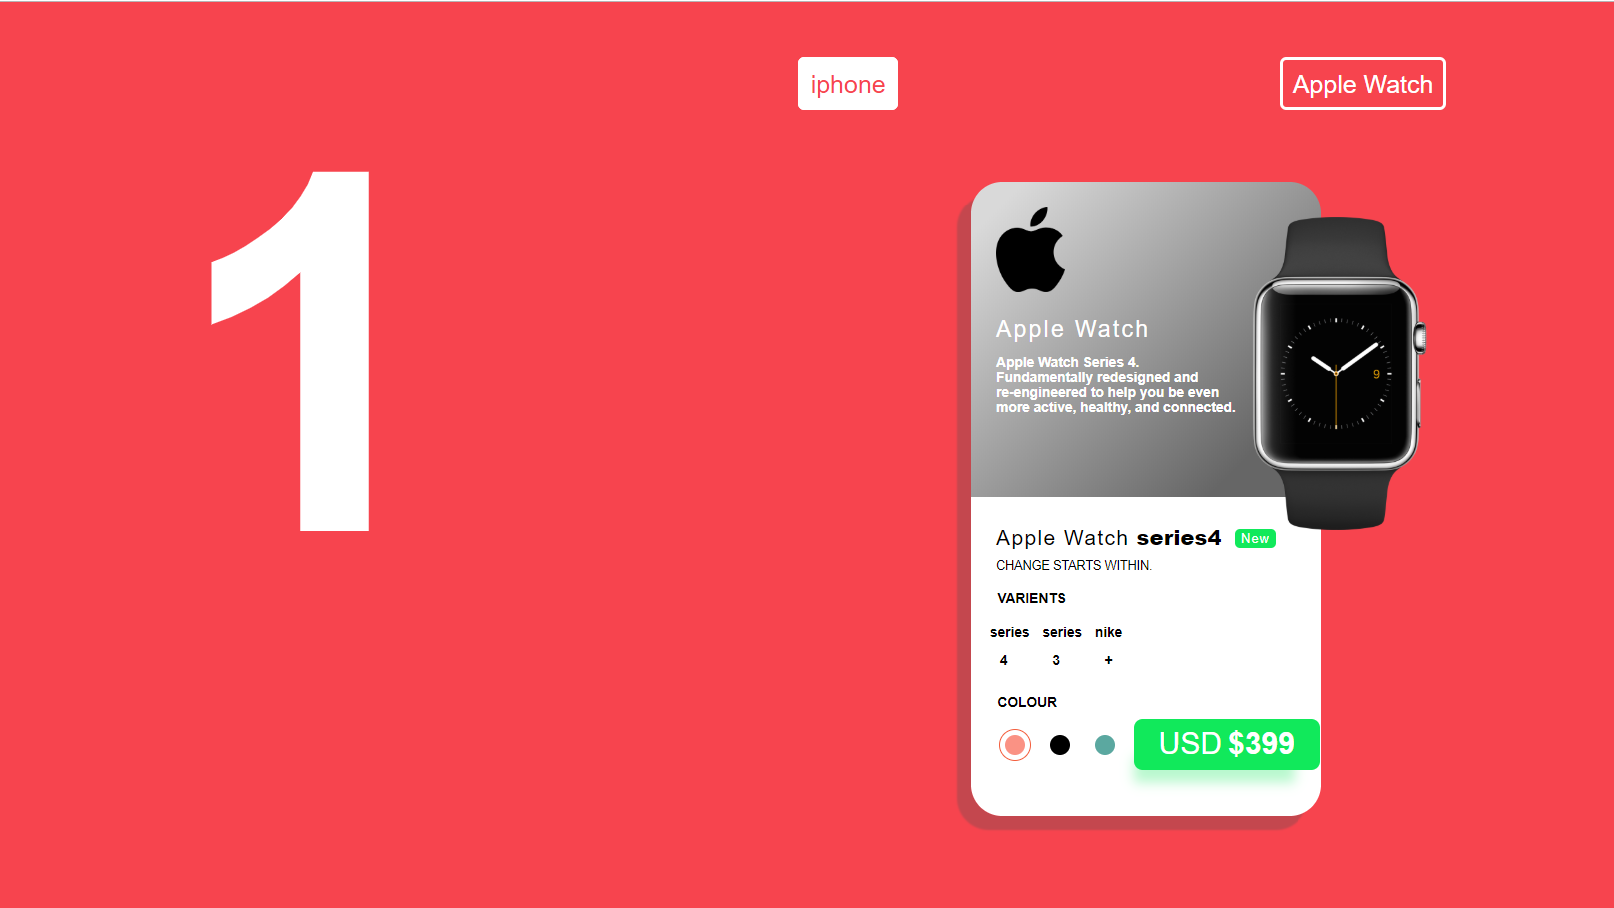 iphone
Apple Watch
1
Apple Watch
Apple Watch Series 4.
Fundamentally redesigned and
re-engineered to help you be even
more active, healthy, and connected.
9
Apple Watch series4 New
CHANGE STARTS WITHIN.
VARIENTS
series series nike
4 3 +
COLOUR
USD $399